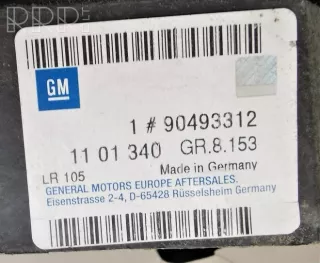 RRR
GM
1 # 90493312
11 01 340 GR.8.153
LR 105 Made in Germany
GENERAL MOTORS EUROPE AFTERSALES.
Eisenstrasse 2-4, D-65428 Rüsselsheim Germany